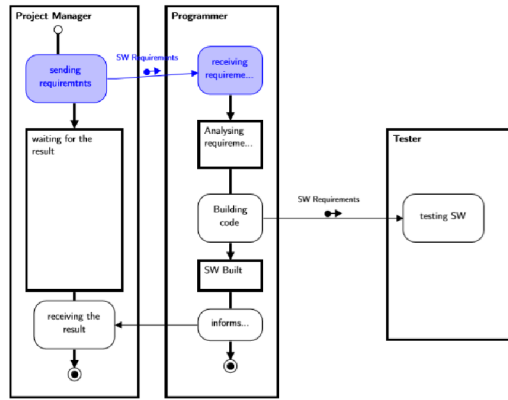 Project Manager
Programmer
SW Requirements
sending
requiremtnts
receiving
requireme...
waiting for the
result
Analysing
requireme...
Tester
SW Requirements
Building
code
testing SW
SW Built
receiving the
result
informs...